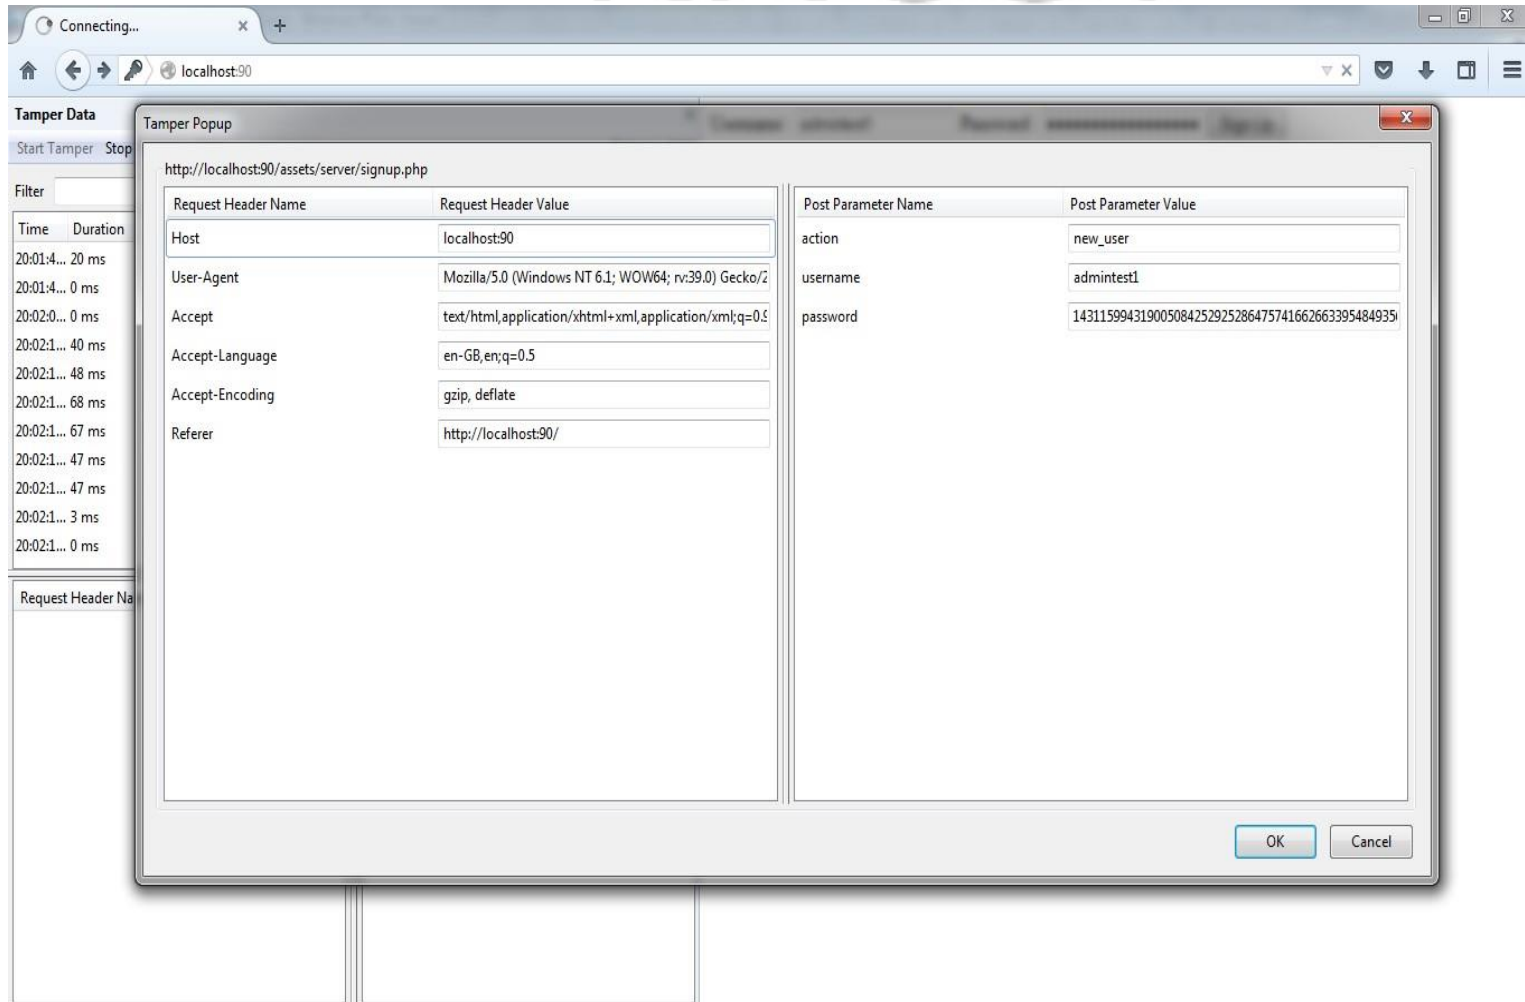 Connecting...
localhost:90
Tamper Data
Tamper Popup
Start Tamper Stop
http://localhost:90/assets/server/signup.php
Filter
Request Header Name Request Header Value Post Parameter Name Post Parameter Value
Time Duration
Host localhost:90 action new_user
20:01:4... 20 ms
User-Agent Mozilla/5.0 (Windows NT 6.1; WOW64; rv:39.0) Gecko/2 username admintest1
20:01:4... 0 ms
20:02:0... 0 ms
Accept text/html,application/xhtml+xml,application/xml;q=0.9 password 143115994319005084252925286475741662663395484935
20:02:1... 40 ms
Accept-Language en-GB,en;q=0.5
20:02:1... 48 ms
Accept-Encoding gzip, deflate
20:02:1... 68 ms
20:02:1... 67 ms
Referer http://localhost:90/
20:02:1... 47 ms
20:02:1... 47 ms
20:02:1... 3 ms
20:02:1... 0 ms
Request Header Na
OK Cancel